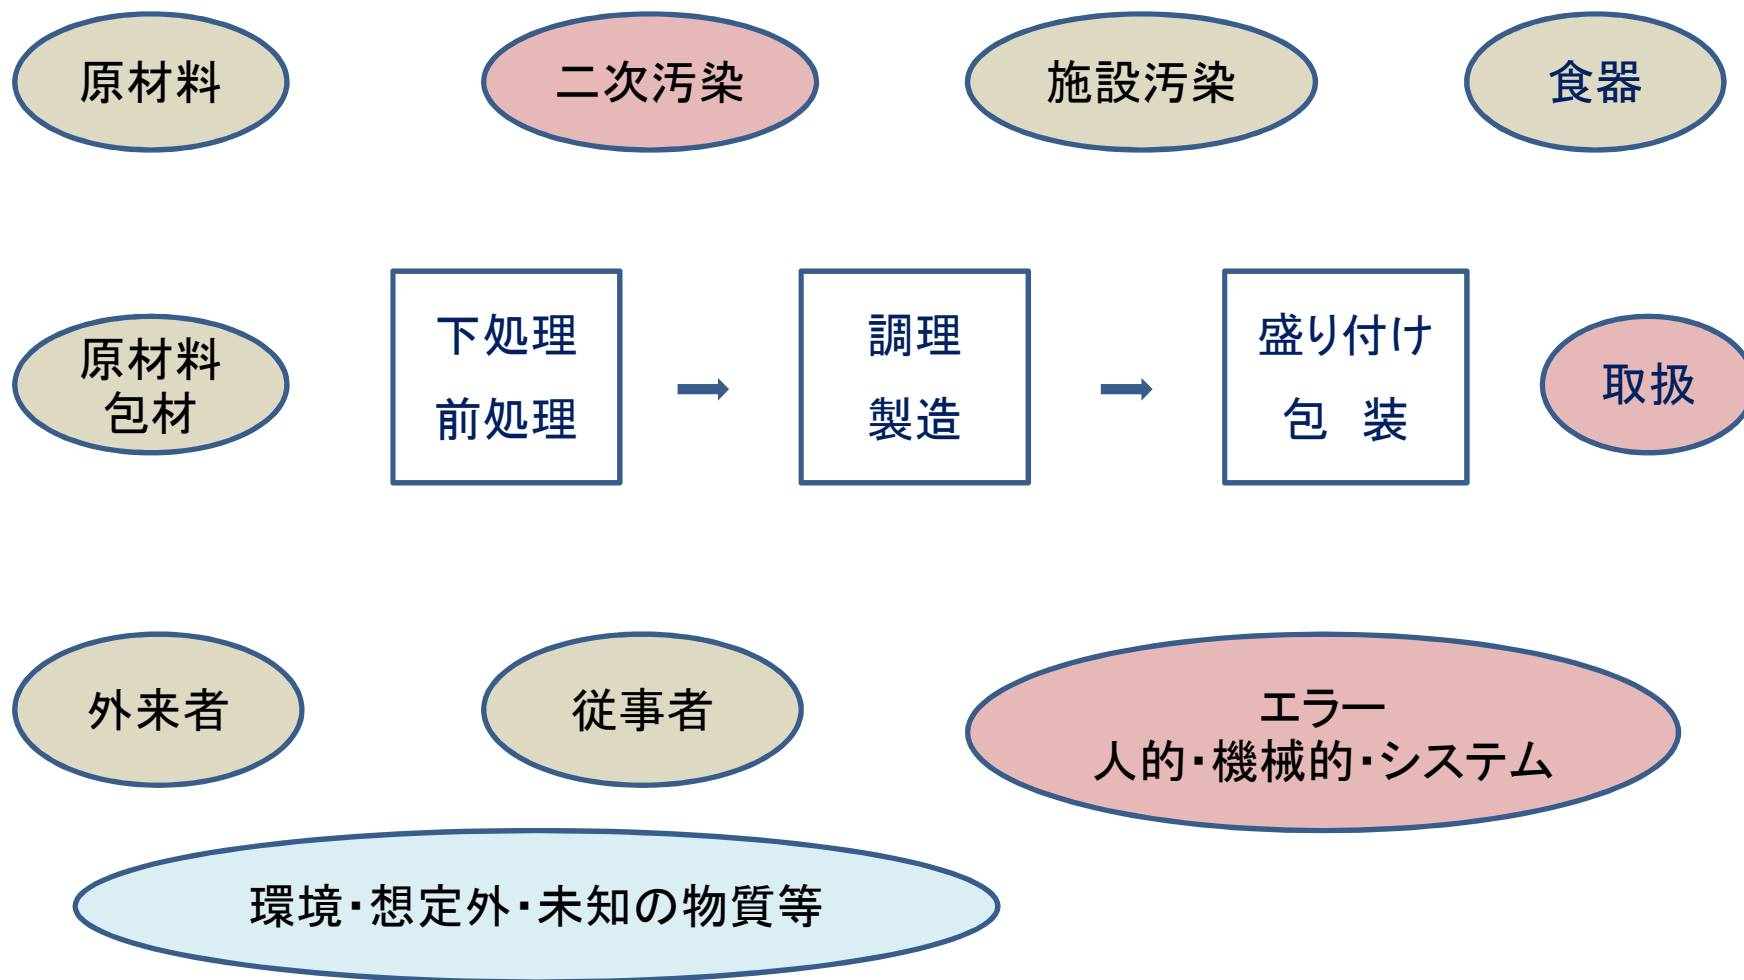 原材料
二次汚染
施設汚染
食器
原材料
包材
下処理
前処理
調理
製造
盛り付け
包　装
取扱
外来者
従事者
エラー
人的・機械的・システム
環境・想定外・未知の物質等